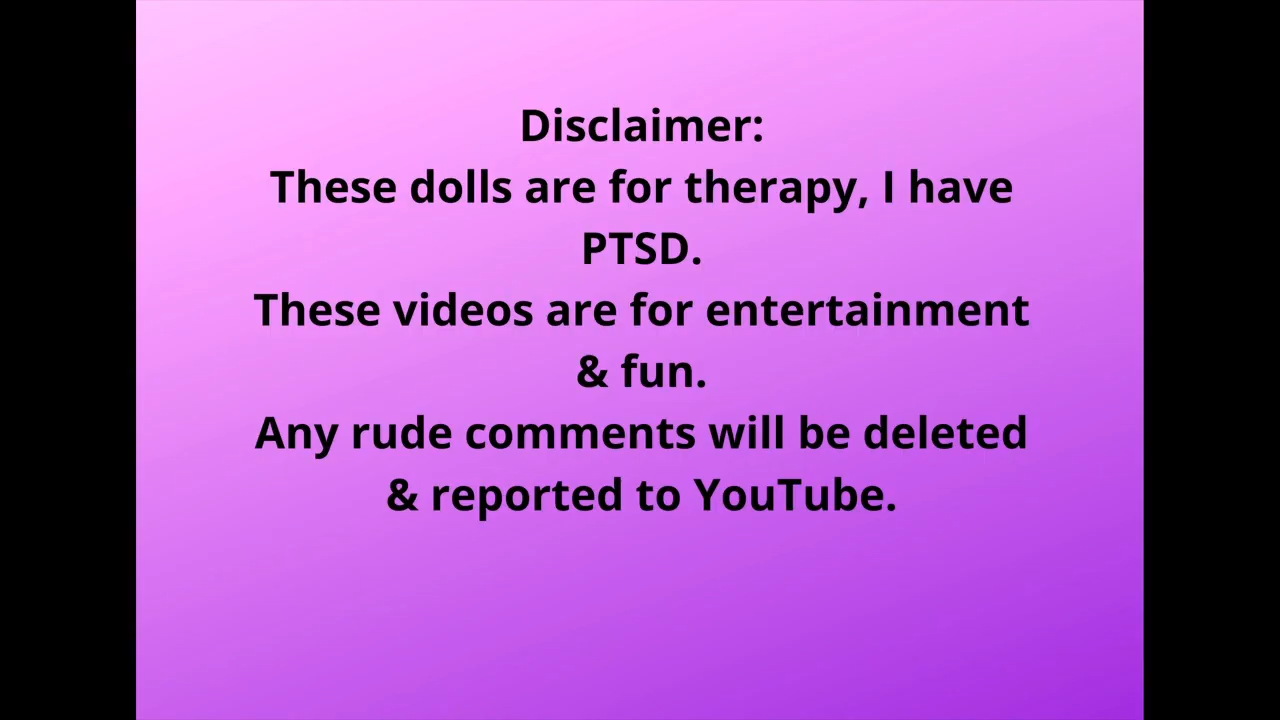 Disclaimer:
These dolls are for therapy, I have
PTSD.
These videos are for entertainment
& fun.
Any rude comments will be deleted
& reported to YouTube.